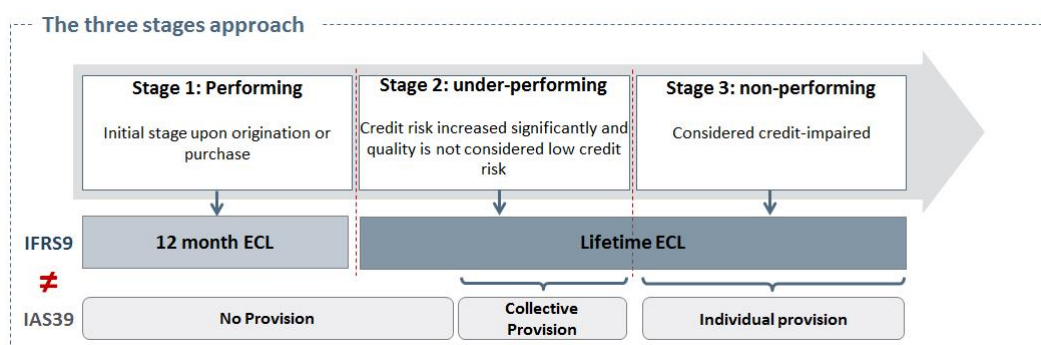 The three stages approach
Stage 1: Performing
Initial stage upon origination or
purchase
Stage 2: under-performing
Credit risk increased significantly and
quality is not considered low credit
risk
Stage 3: non-performing
Considered credit-impaired
IFRS9
12 month ECL
Lifetime ECL
≠
IAS39
No Provision
Collective
Provision
Individual provision